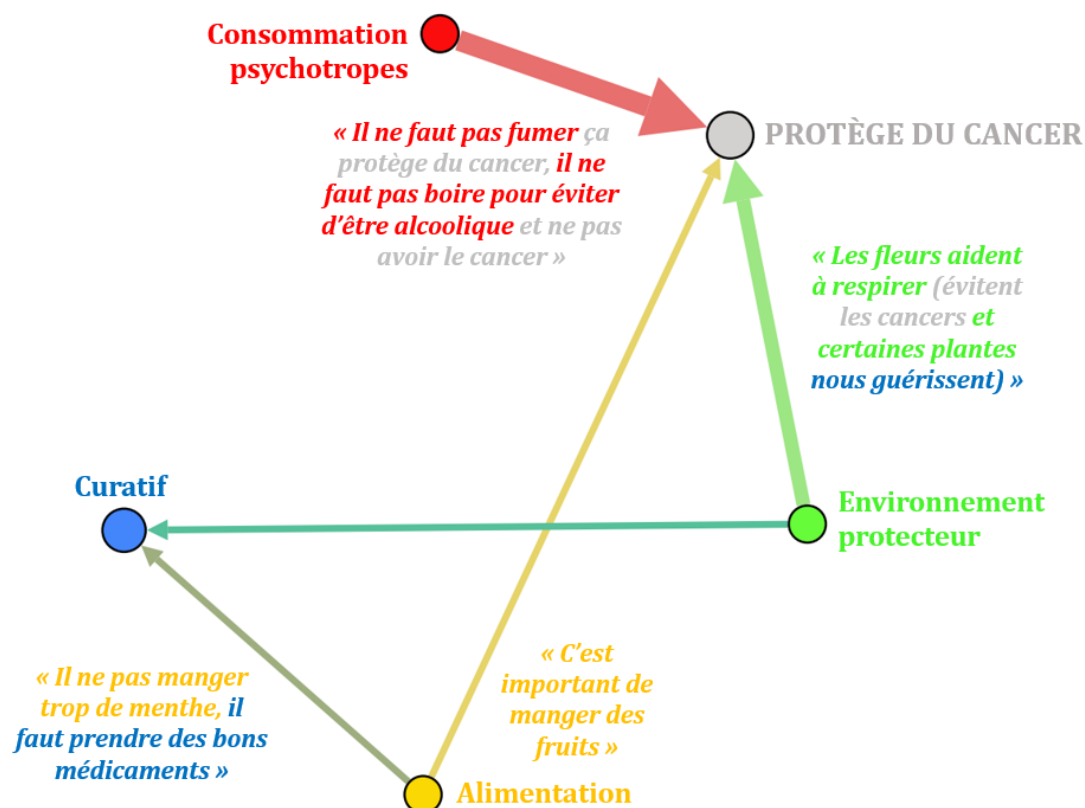 Consommation
psychotropes
PROTÈGE DU CANCER
« Il ne faut pas fumer ça
protège du cancer, il ne
faut pas boire pour éviter
d'être alcoolique et ne pas
avoir le cancer »
« Les fleurs aident
à respirer (évitent
les cancers et
certaines plantes
nous guérissent) »
Curatif
Environnement
protecteur
« Il ne pas manger
trop de menthe, il
faut prendre des bons
médicaments »
« C'est
important de
manger des
fruits »
Alimentation